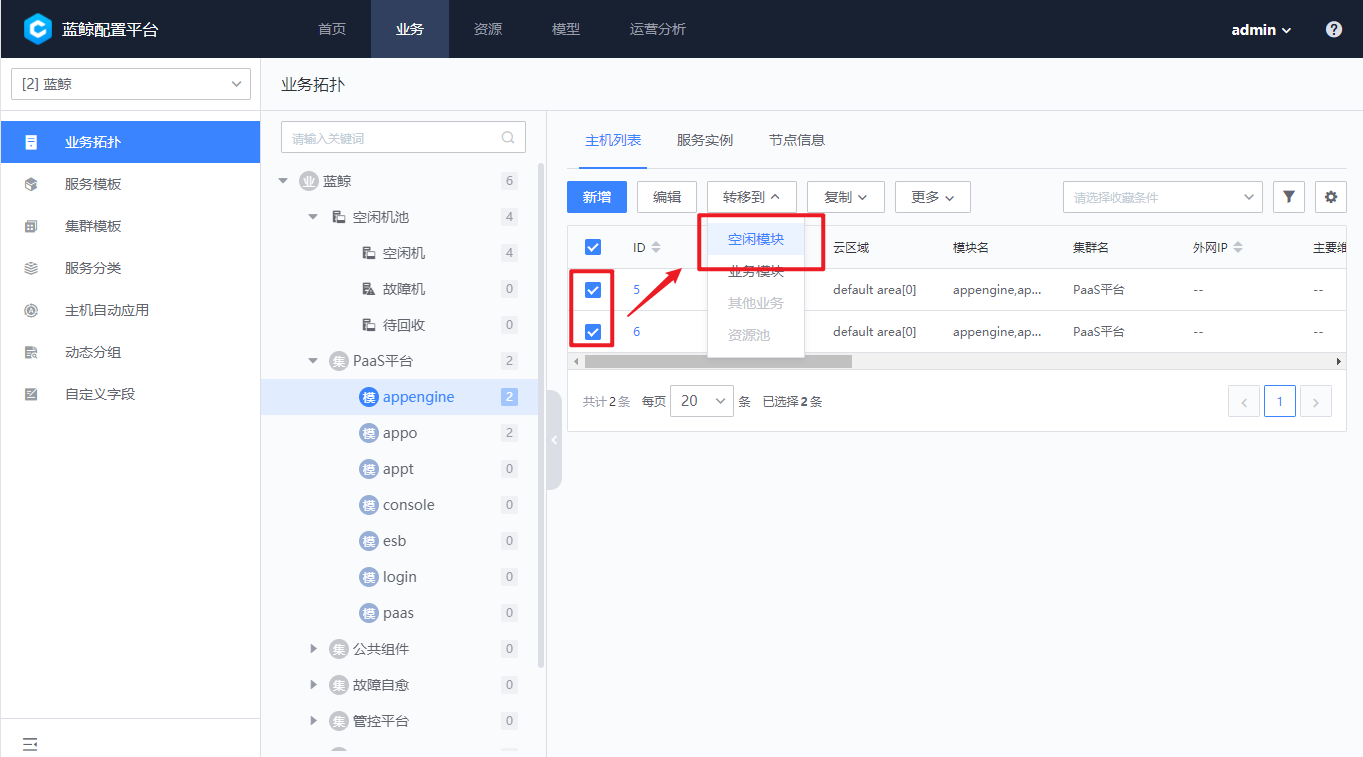 蓝鲸配置平台
首页
业务
资源
模型
运营分析
admin
[2] 蓝鲸
业务拓扑
服务模板
集群模板
服务分类
主机自动应用
动态分组
自定义字段
业务拓扑
请输入关键词
业 蓝鲸 6
空闲机池 4
空闲机 4
故障机 0
待回收 0
集 PaaS平台 2
模 appengine 2
模 appo 2
模 appt 0
模 console 0
模 esb 0
模 login 0
模 paas 0
集 公共组件 0
集 故障自愈 0
集 管控平台 0
主机列表 服务实例 节点信息
新增 编辑 转移到 复制 更多 请选择收藏条件
空闲模块
业务模块
其他业务
资源池
ID 云区域 模块名 集群名 外网IP 主要维
5 default area[0] appengine,ap... PaaS平台 -- --
6 default area[0] appengine,ap... PaaS平台 -- --
共计2条 每页 20 条 已选择2条
1